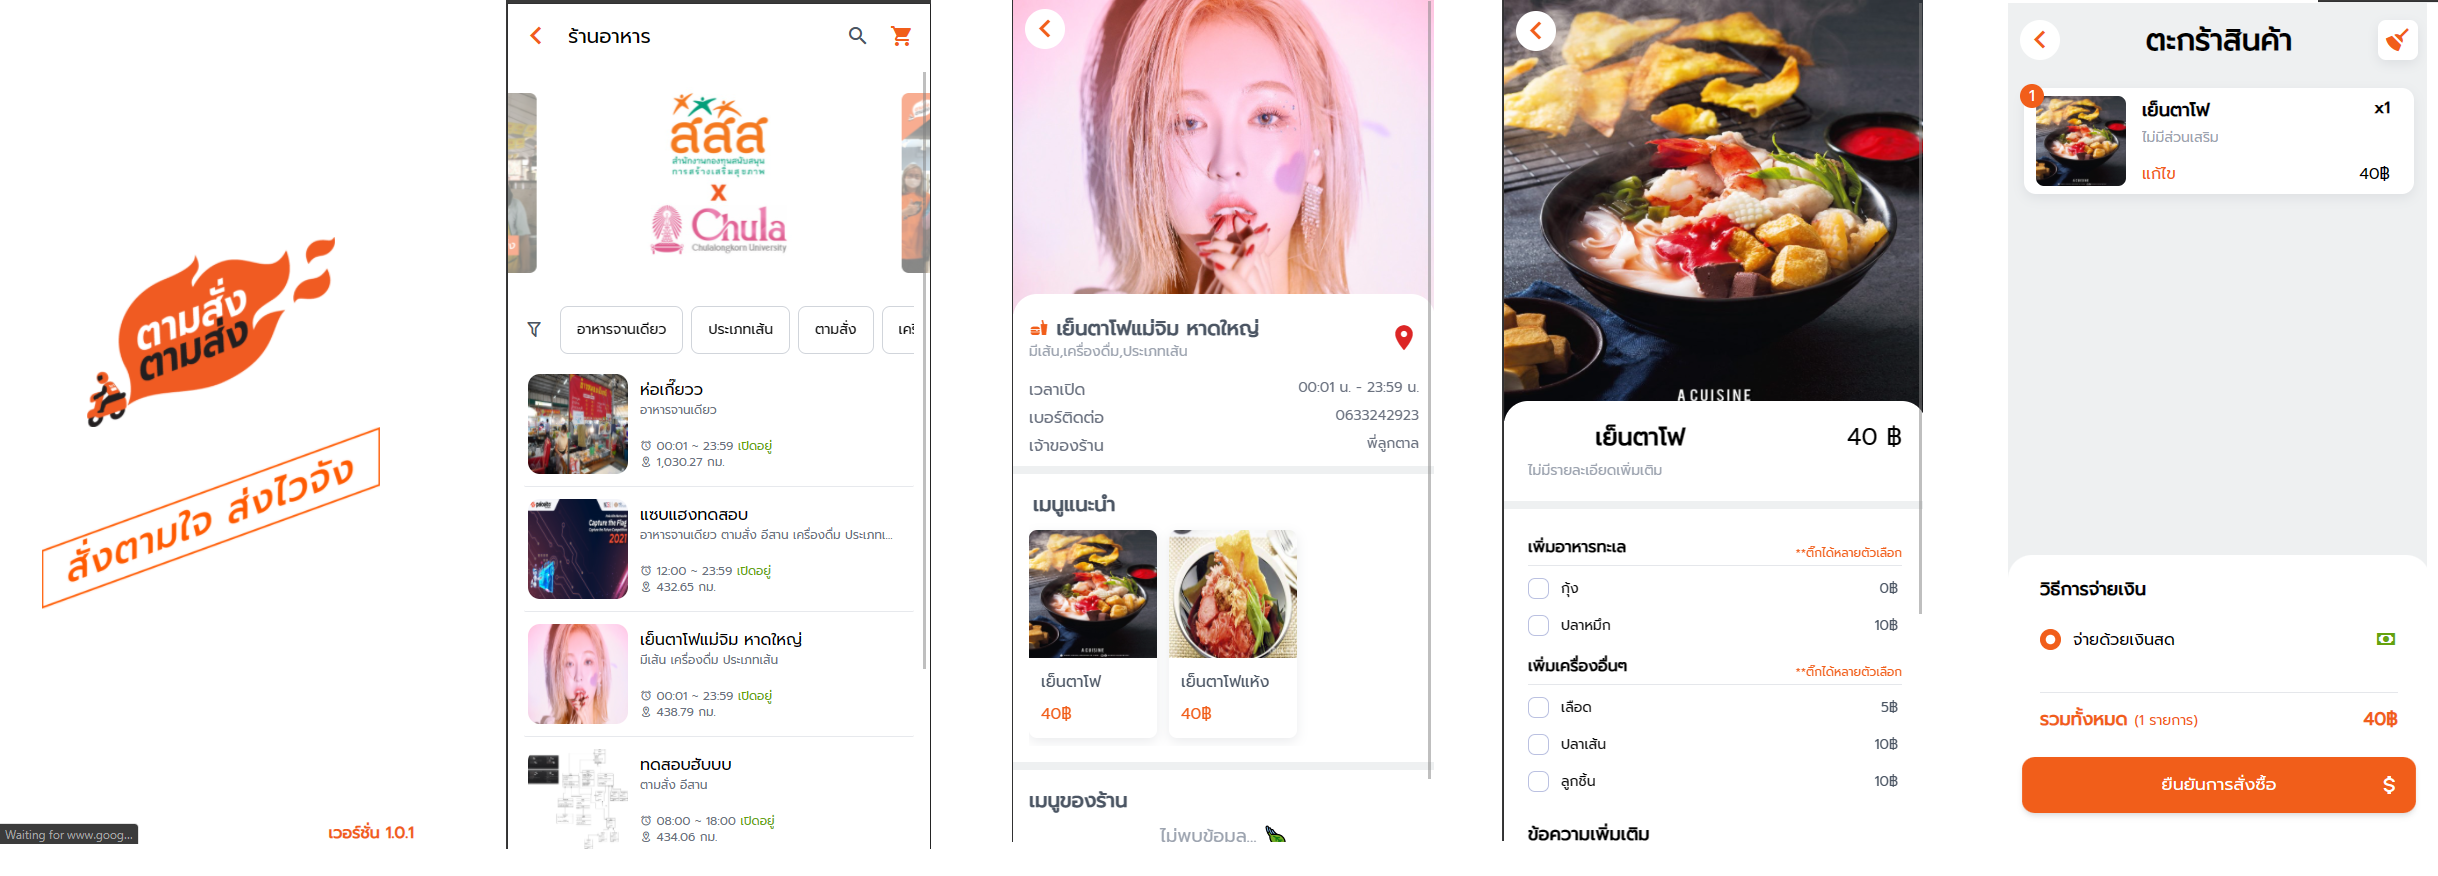 ตามสั่ง
ตามส่ง
สั่งตามใจ ส่งไวจัง
Waiting for www.goog...
เวอร์ชั่น 1.0.1
ร้านอาหาร
สสส
สำนักงานกองทุนสนับสนุน
การสร้างเสริมสุขภาพ
X
Chula
Chulalongkorn University
อาหารจานเดียว
ประเภทเส้น
ตามสั่ง
ห่อเกี๊ยวว
อาหารจานเดียว
00:01 ~ 23:59 เปิดอยู่
1,030.27 กม.
Capture the Flag
2021
แซบแฮงทดสอบ
อาหารจานเดียว ตามสั่ง อีสาน เครื่องดื่ม ประเภทเ...
12:00 ~ 23:59 เปิดอยู่
432.65 กม.
เย็นตาโฟแม่จิม หาดใหญ่
มีเส้น เครื่องดื่ม ประเภทเส้น
00:01 ~ 23:59 เปิดอยู่
438.79 กม.
ทดสอบฮับบบ
ตามสั่ง อีสาน
08:00 ~ 18:00 เปิดอยู่
434.06 กม.
เย็นตาโฟแม่จิม หาดใหญ่
มีเส้น,เครื่องดื่ม,ประเภทเส้น
เวลาเปิด 00:01 น. - 23:59 น.
เบอร์ติดต่อ 0633242923
เจ้าของร้าน พี่ลูกตาล
เมนูแนะนำ
A CUISINE
เย็นตาโฟ
40฿
เย็นตาโฟแห้ง
40฿
เมนูของร้าน
ไม่พบข้อมูล...
A CUISINE
เย็นตาโฟ 40 ฿
ไม่มีรายละเอียดเพิ่มเติม
เพิ่มอาหารทะเล **ติ๊กได้หลายตัวเลือก
กุ้ง 0฿
ปลาหมึก 10฿
เพิ่มเครื่องอื่นๆ **ติ๊กได้หลายตัวเลือก
เลือด 5฿
ปลาเส้น 10฿
ลูกชิ้น 10฿
ข้อความเพิ่มเติม
ตะกร้าสินค้า
1
เย็นตาโฟ x1
ไม่มีส่วนเสริม
แก้ไข 40฿
วิธีการจ่ายเงิน
จ่ายด้วยเงินสด
รวมทั้งหมด (1 รายการ) 40฿
ยืนยันการสั่งซื้อ